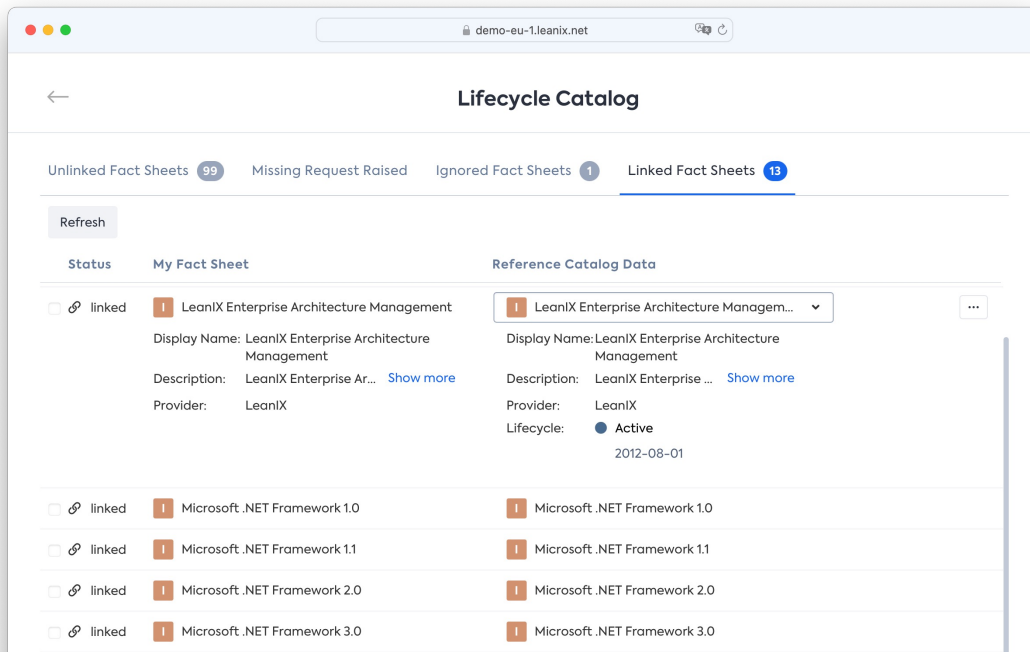 demo-eu-1.leanix.net
Lifecycle Catalog
Unlinked Fact Sheets 99 Missing Request Raised Ignored Fact Sheets 1 Linked Fact Sheets 13
Refresh
Status My Fact Sheet Reference Catalog Data
linked I LeanIX Enterprise Architecture Management I LeanIX Enterprise Architecture Managem... ...
Display Name: LeanIX Enterprise Architecture Display Name: LeanIX Enterprise Architecture
Management Management
Description: LeanIX Enterprise Ar... Show more Description: LeanIX Enterprise ... Show more
Provider: LeanIX Provider: LeanIX
Lifecycle: Active
2012-08-01
linked I Microsoft .NET Framework 1.0 I Microsoft .NET Framework 1.0
linked I Microsoft .NET Framework 1.1 I Microsoft .NET Framework 1.1
linked I Microsoft .NET Framework 2.0 I Microsoft .NET Framework 2.0
linked I Microsoft .NET Framework 3.0 I Microsoft .NET Framework 3.0